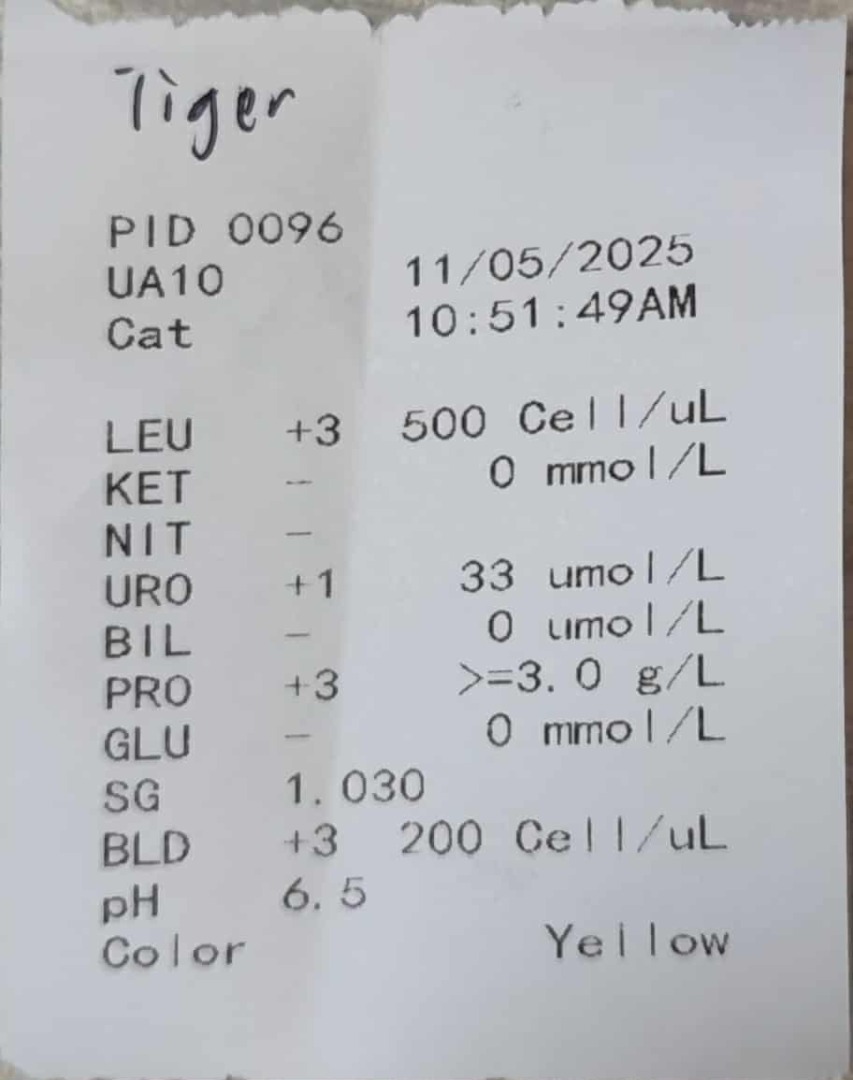 Tiger
PID 0096
UA10 11/05/2025
Cat 10:51:49AM
LEU +3 500 Cell/uL
KET - 0 mmol/L
NIT -
URO +1 33 umol/L
BIL - 0 umol/L
PRO +3 >=3.0 g/L
GLU - 0 mmol/L
SG 1.030
BLD +3 200 Cell/uL
pH 6.5
Color Yellow